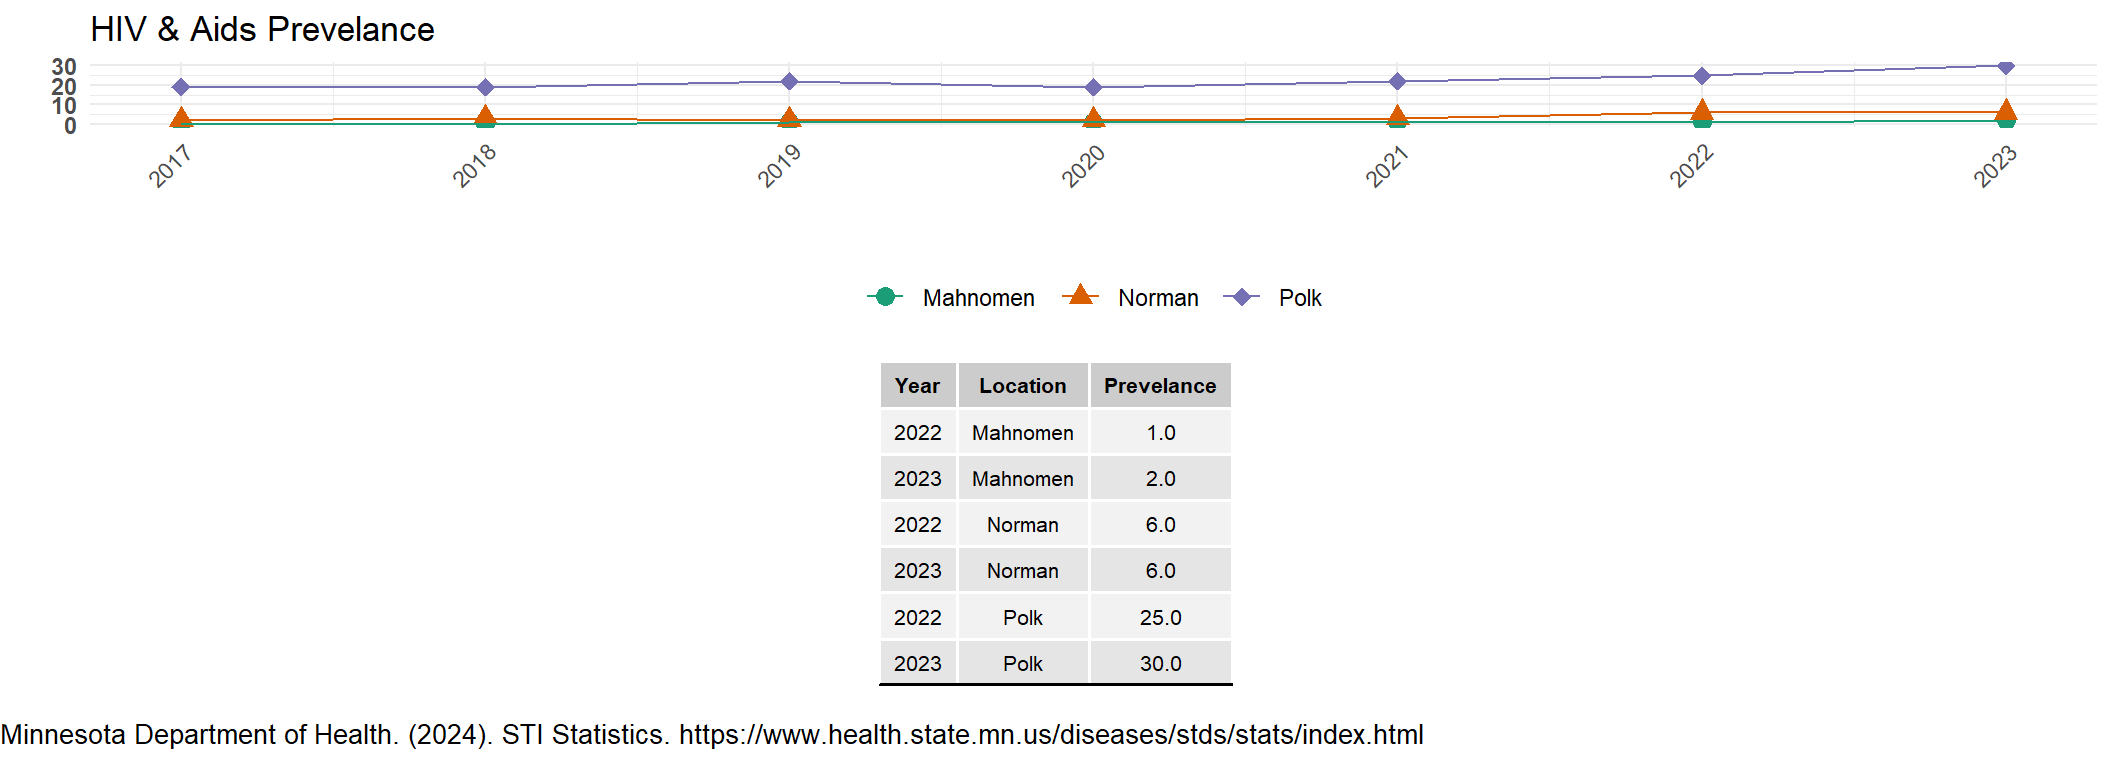 HIV & Aids Prevelance
30
20
10
0
2017 2018 2019 2020 2021 2022 2023
Mahnomen Norman Polk
Year Location Prevelance
2022 Mahnomen 1.0
2023 Mahnomen 2.0
2022 Norman 6.0
2023 Norman 6.0
2022 Polk 25.0
2023 Polk 30.0
Minnesota Department of Health. (2024). STI Statistics. https://www.health.state.mn.us/diseases/stds/stats/index.html